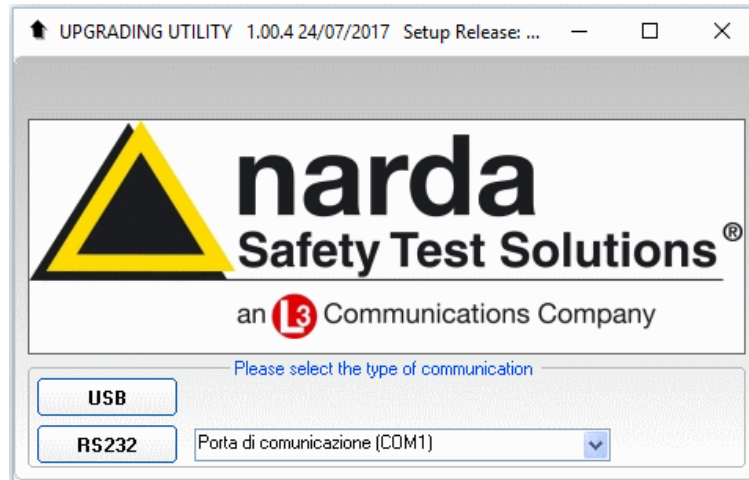 UPGRADING UTILITY 1.00.4 24/07/2017 Setup Release: ...
narda
Safety Test Solutions®
an L3 Communications Company
Please select the type of communication
USB
RS232 Porta di comunicazione (COM1)